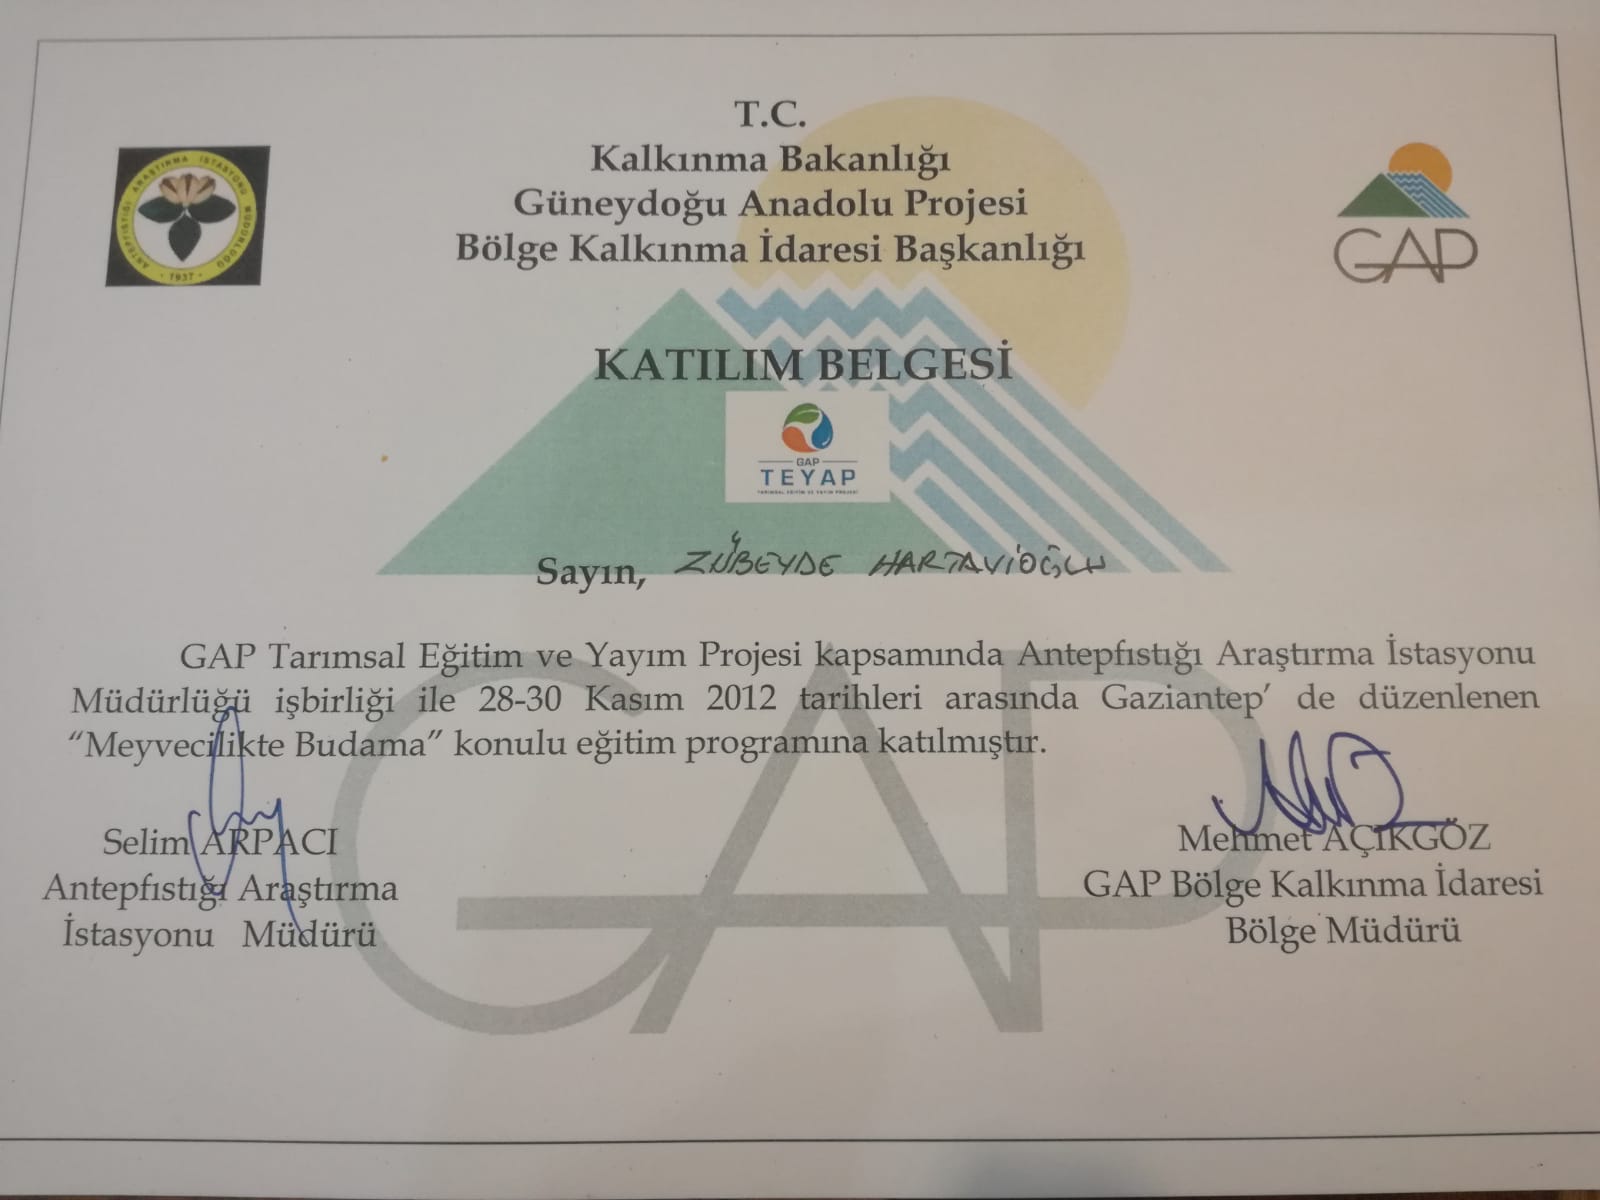 T.C.
Kalkınma Bakanlığı
Güneydoğu Anadolu Projesi
Bölge Kalkınma İdaresi Başkanlığı
ANTEPFISTIĞI ARAŞTIRMA İSTASYONU MÜDÜRLÜĞÜ
· 1937 ·
GAP
KATILIM BELGESİ
GAP
TEYAP
TARIMSAL EĞİTİM VE YAYIM PROJESİ
Sayın, ZÜBEYDE HARTAVİOĞLU
GAP Tarımsal Eğitim ve Yayım Projesi kapsamında Antepfıstığı Araştırma İstasyonu
Müdürlüğü işbirliği ile 28-30 Kasım 2012 tarihleri arasında Gaziantep’ de düzenlenen
“Meyvecilikte Budama” konulu eğitim programına katılmıştır.
Selim ARPACI
Antepfıstığı Araştırma
İstasyonu Müdürü
Mehmet AÇIKGÖZ
GAP Bölge Kalkınma İdaresi
Bölge Müdürü
GAP